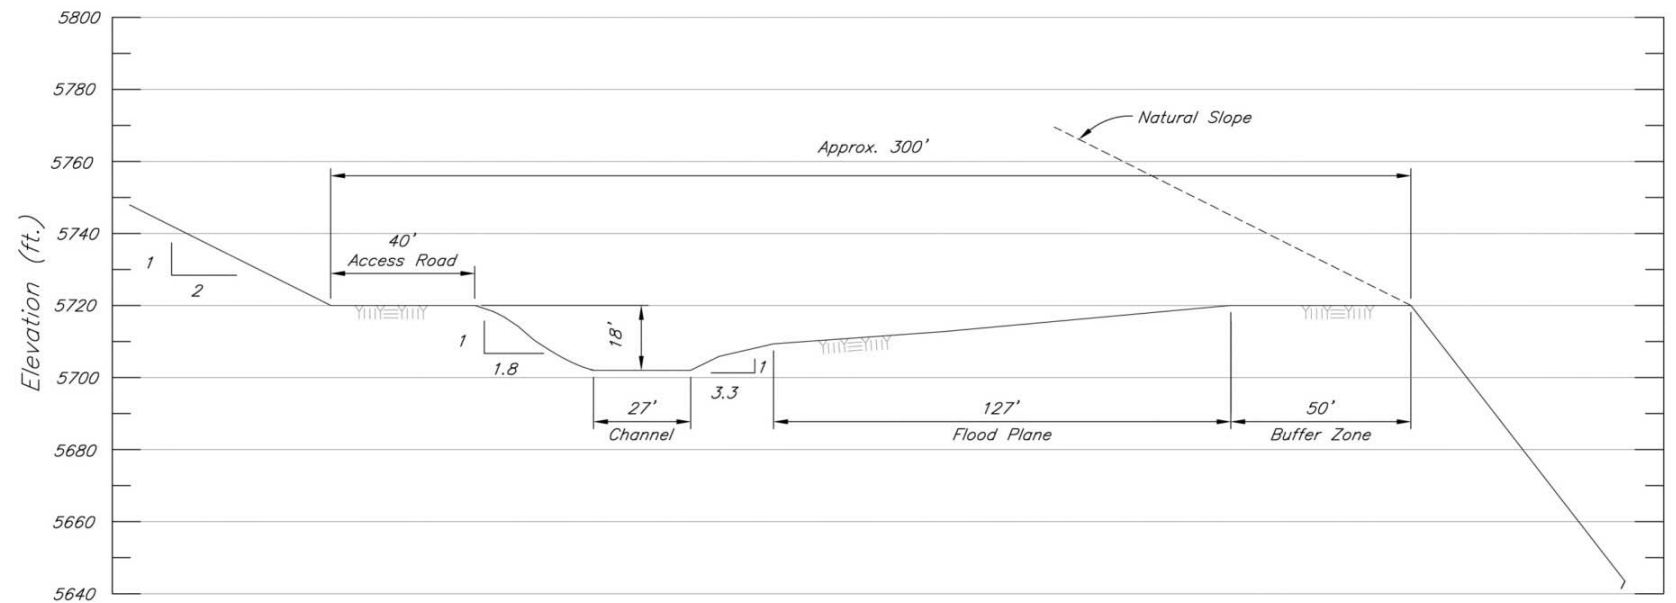 5800
5780
5760
5740
5720
5700
5680
5660
5640
Elevation (ft.)
Natural Slope
Approx. 300'
40'
Access Road
1
2
1
1.8
18'
1
3.3
27'
Channel
127'
Flood Plane
50'
Buffer Zone